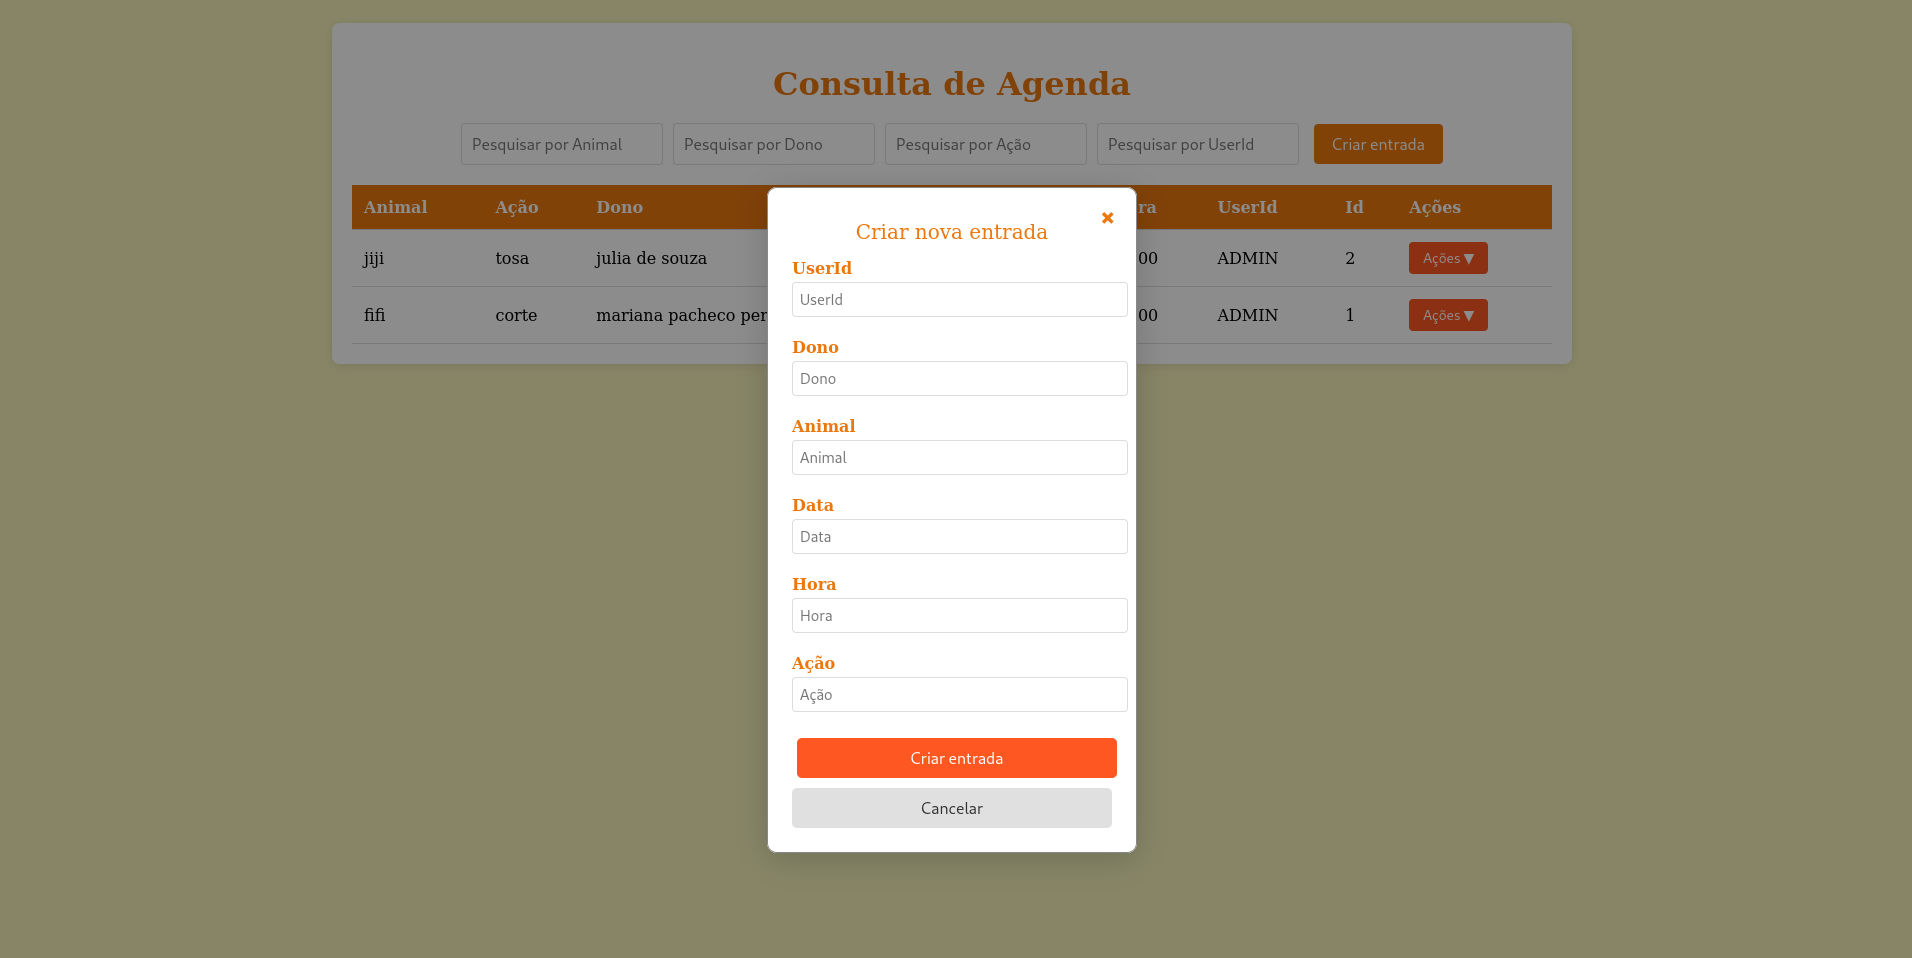 Consulta de Agenda
Pesquisar por Animal Pesquisar por Dono Pesquisar por Ação Pesquisar por UserId Criar entrada
Animal Ação Dono UserId Id Ações
jiji tosa julia de souza 00 ADMIN 2 Ações ▼
fifi corte mariana pacheco 00 ADMIN 1 Ações ▼
✖
Criar nova entrada
UserId
UserId
Dono
Dono
Animal
Animal
Data
Data
Hora
Hora
Ação
Ação
Criar entrada
Cancelar